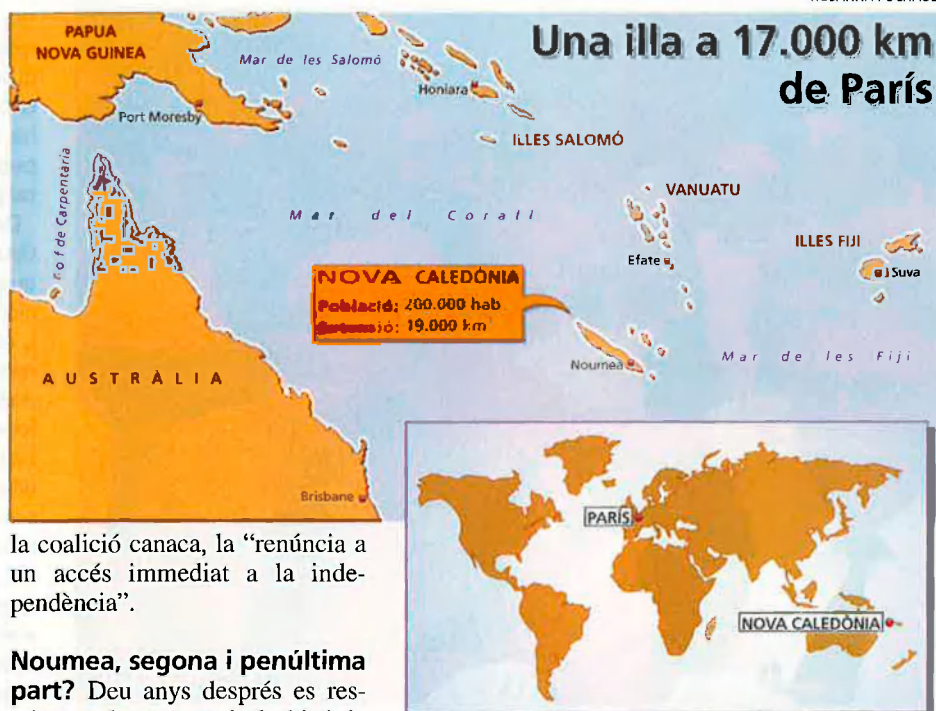 Una illa a 17.000 km
de París
PAPUA
NOVA GUINEA
Mar de les Salomó
Honiara
Port Moresby
ILLES SALOMÓ
de Carpentaria
Mar del Corall
VANUATU
ILLES FIJI
Efate
Suva
NOVA CALEDÒNIA
Població: 200.000 hab.
Extensió: 19.000 km
Noumea
Mar de les Fiji
AUSTRÀLIA
Brisbane
PARÍS
NOVA CALEDÒNIA
la coalició canaca, la “renúncia a
un accés immediat a la inde-
pendència”.
Noumea, segona i penúltima
part? Deu anys després es res-